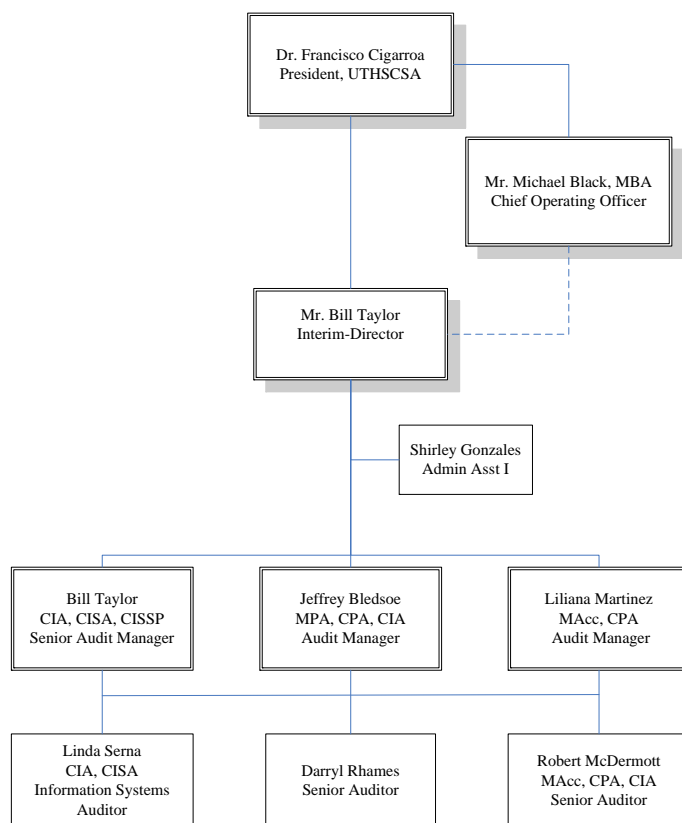 Dr. Francisco Cigarroa
President, UTHSCSA
Mr. Michael Black, MBA
Chief Operating Officer
Mr. Bill Taylor
Interim-Director
Shirley Gonzales
Admin Asst I
Bill Taylor
CIA, CISA, CISSP
Senior Audit Manager
Jeffrey Bledsoe
MPA, CPA, CIA
Audit Manager
Liliana Martinez
MAcc, CPA
Audit Manager
Linda Serna
CIA, CISA
Information Systems
Auditor
Darryl Rhames
Senior Auditor
Robert McDermott
MAcc, CPA, CIA
Senior Auditor